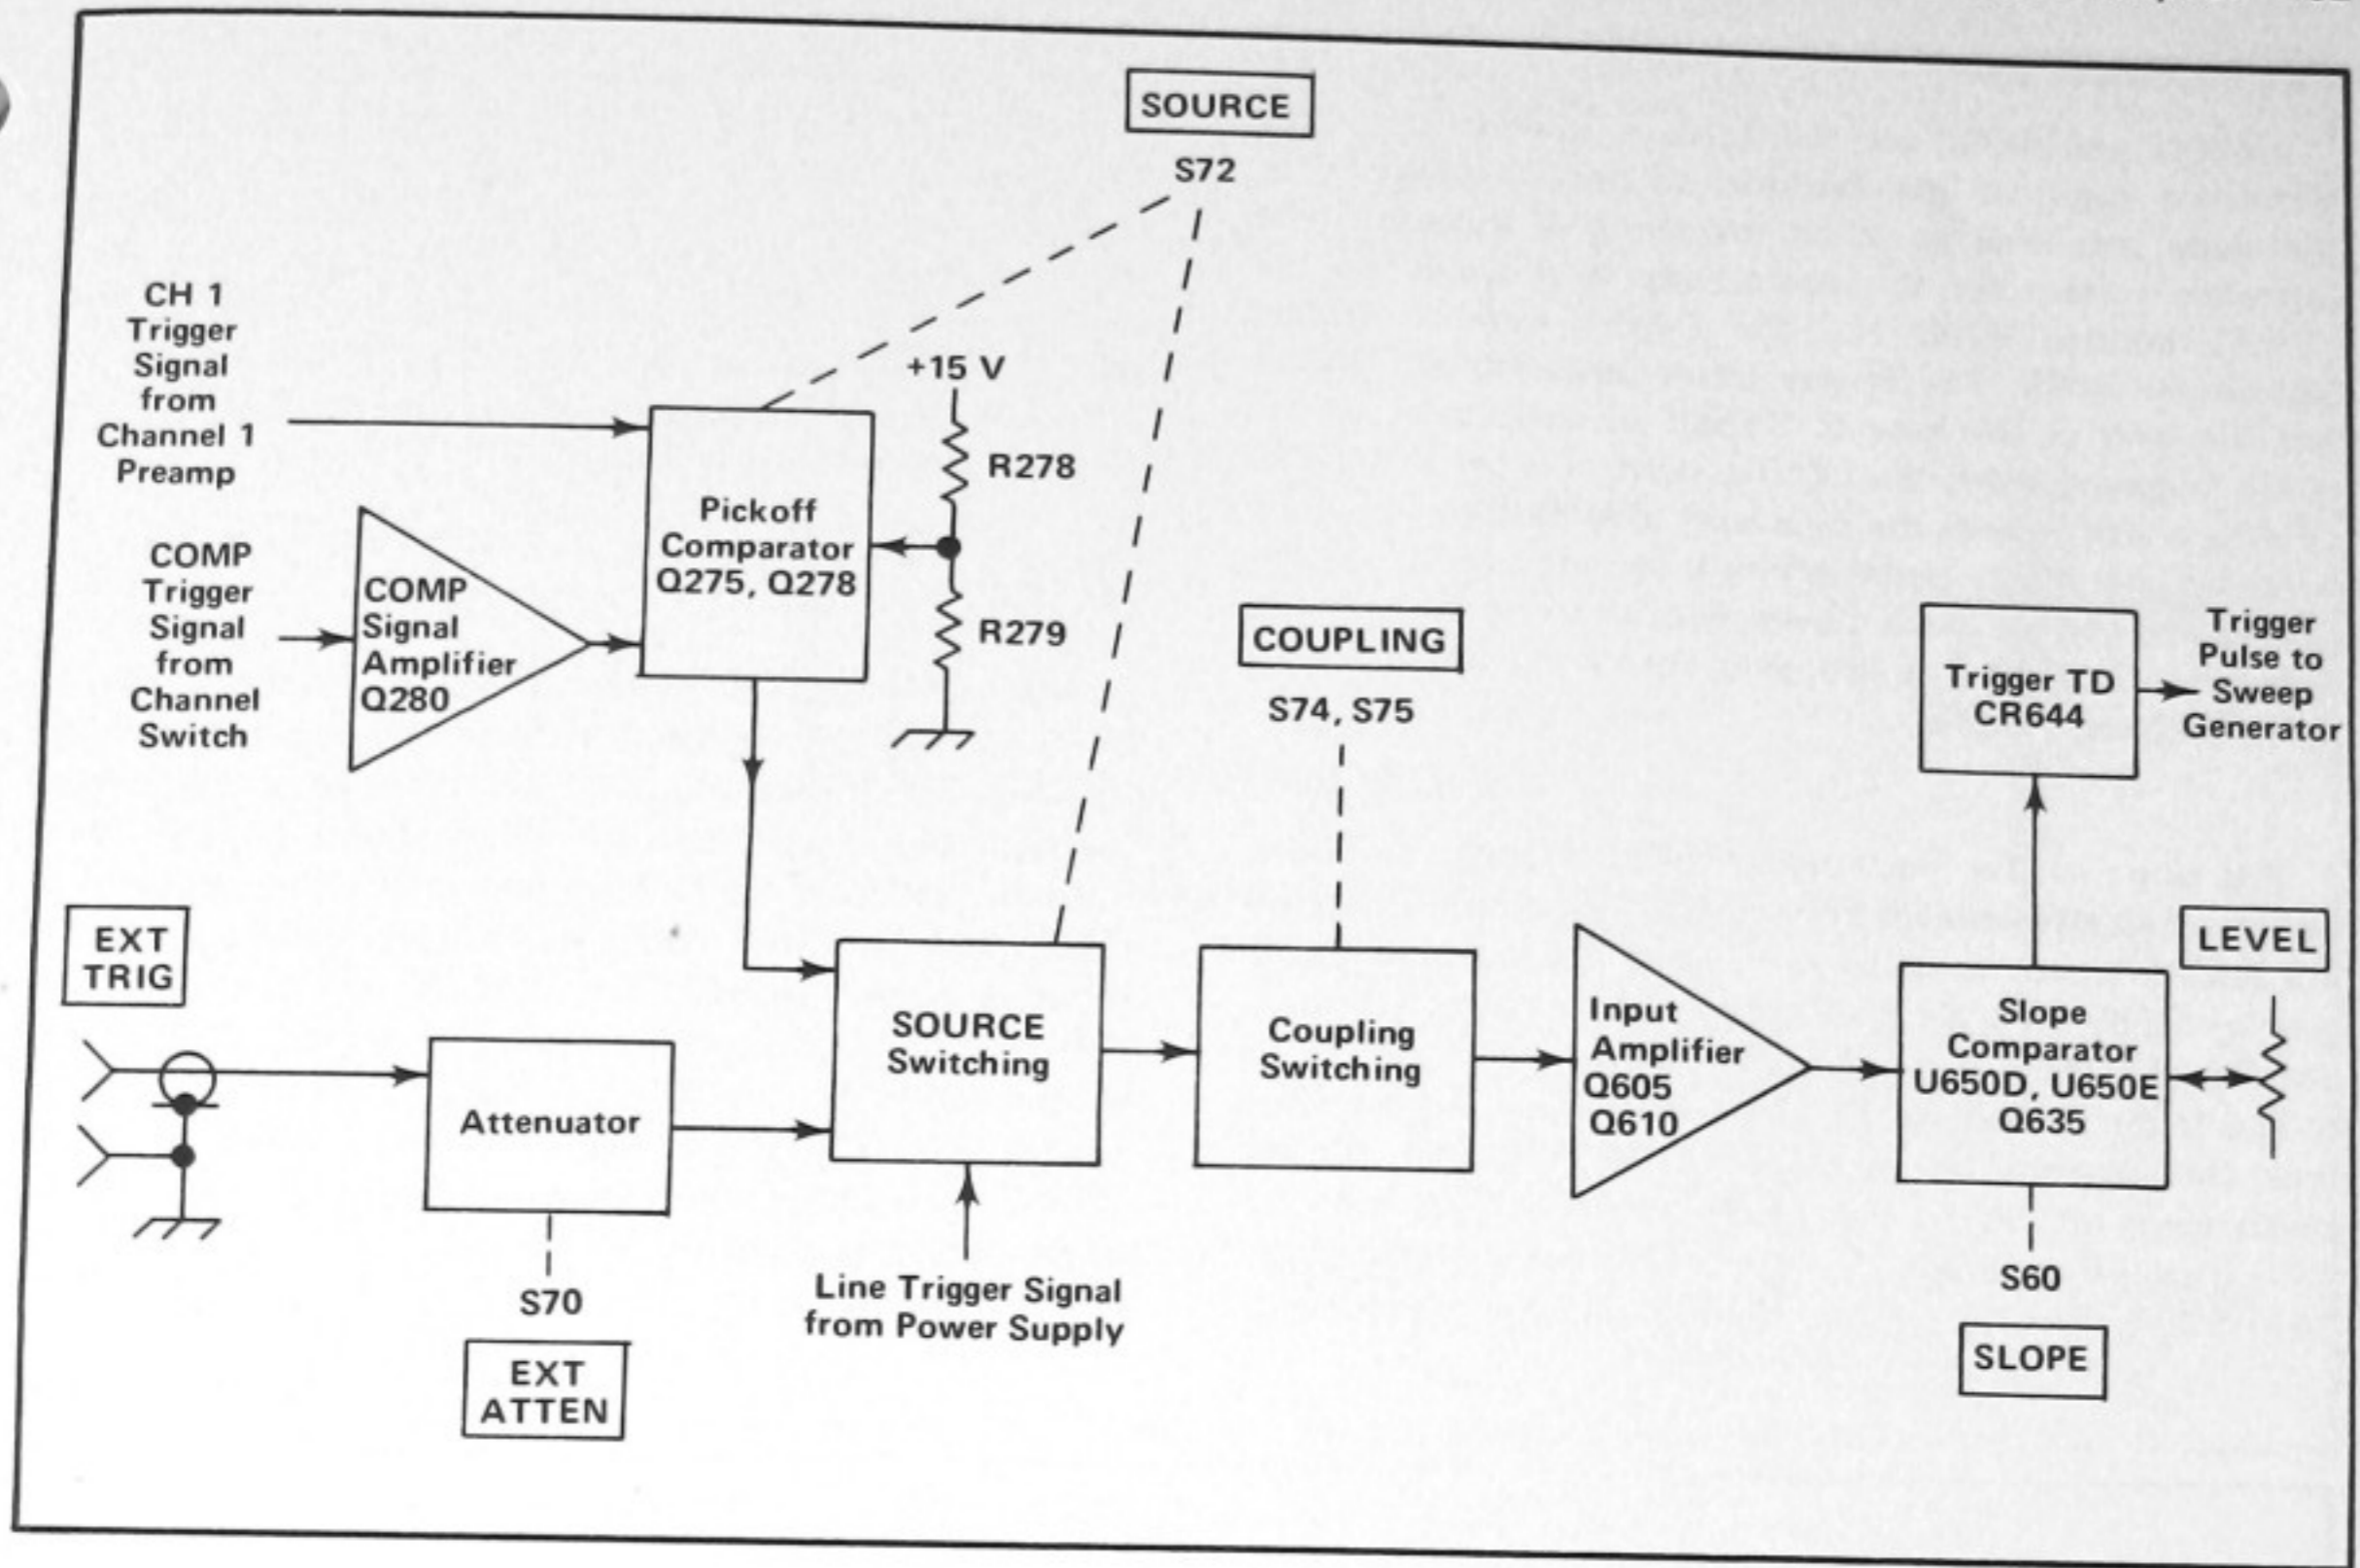 SOURCE
S72
CH 1
Trigger
Signal
from
Channel 1
Preamp
+15 V
R278
Pickoff
Comparator
Q275, Q278
R279
COMP
Trigger
Signal
from
Channel
Switch
COMP
Signal
Amplifier
Q280
COUPLING
S74, S75
Trigger TD
CR644
Trigger
Pulse to
Sweep
Generator
EXT
TRIG
Attenuator
S70
EXT
ATTEN
SOURCE
Switching
Line Trigger Signal
from Power Supply
Coupling
Switching
Input
Amplifier
Q605
Q610
Slope
Comparator
U650D, U650E
Q635
LEVEL
S60
SLOPE